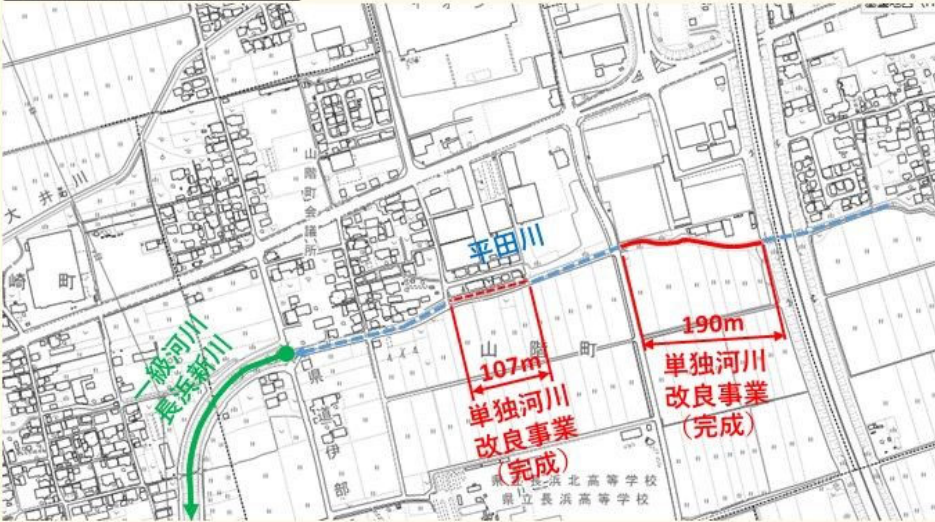 大井川
山階町会議所
平田川
崎町
一級河川
長浜新川
山階町
107m
190m
単独河川
改良事業
(完成)
単独河川
改良事業
(完成)
県道伊部
県立長浜北高等学校
県立長浜高等学校